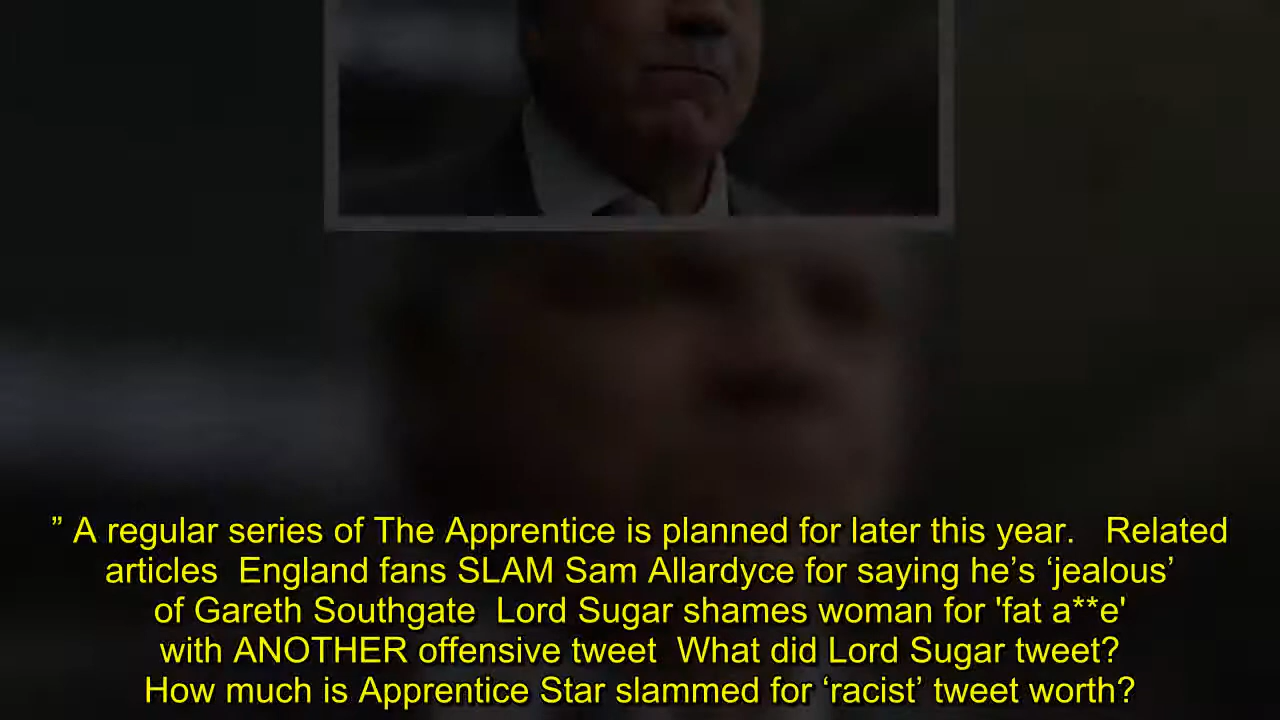 ” A regular series of The Apprentice is planned for later this year.   Related
articles  England fans SLAM Sam Allardyce for saying he’s ‘jealous’
of Gareth Southgate  Lord Sugar shames woman for 'fat a**e'
with ANOTHER offensive tweet  What did Lord Sugar tweet?
How much is Apprentice Star slammed for ‘racist’ tweet worth?